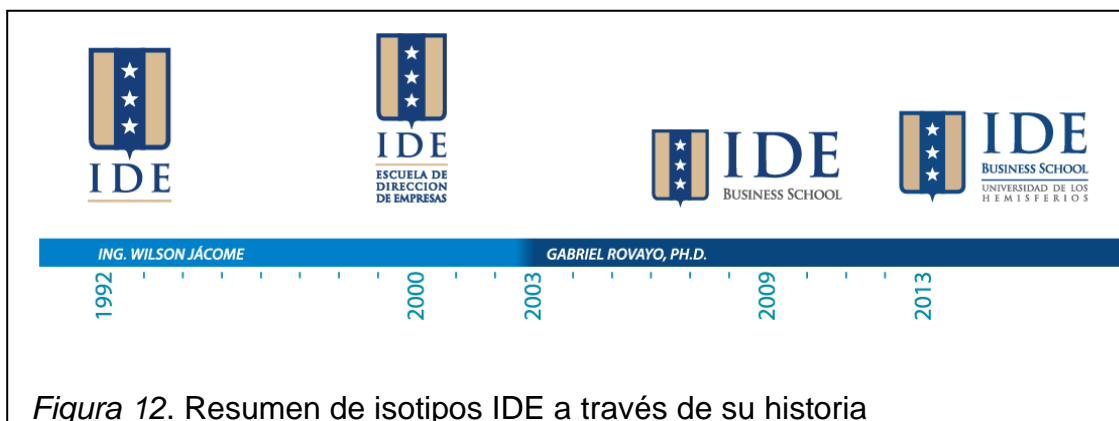 IDE
IDE
ESCUELA DE
DIRECCION
DE EMPRESAS
IDE
BUSINESS SCHOOL
IDE
BUSINESS SCHOOL
UNIVERSIDAD DE LOS
HEMISFERIOS
ING. WILSON JÁCOME
GABRIEL ROVAYO, PH.D.
1992
2000
2003
2009
2013
Figura 12. Resumen de isotipos IDE a través de su historia